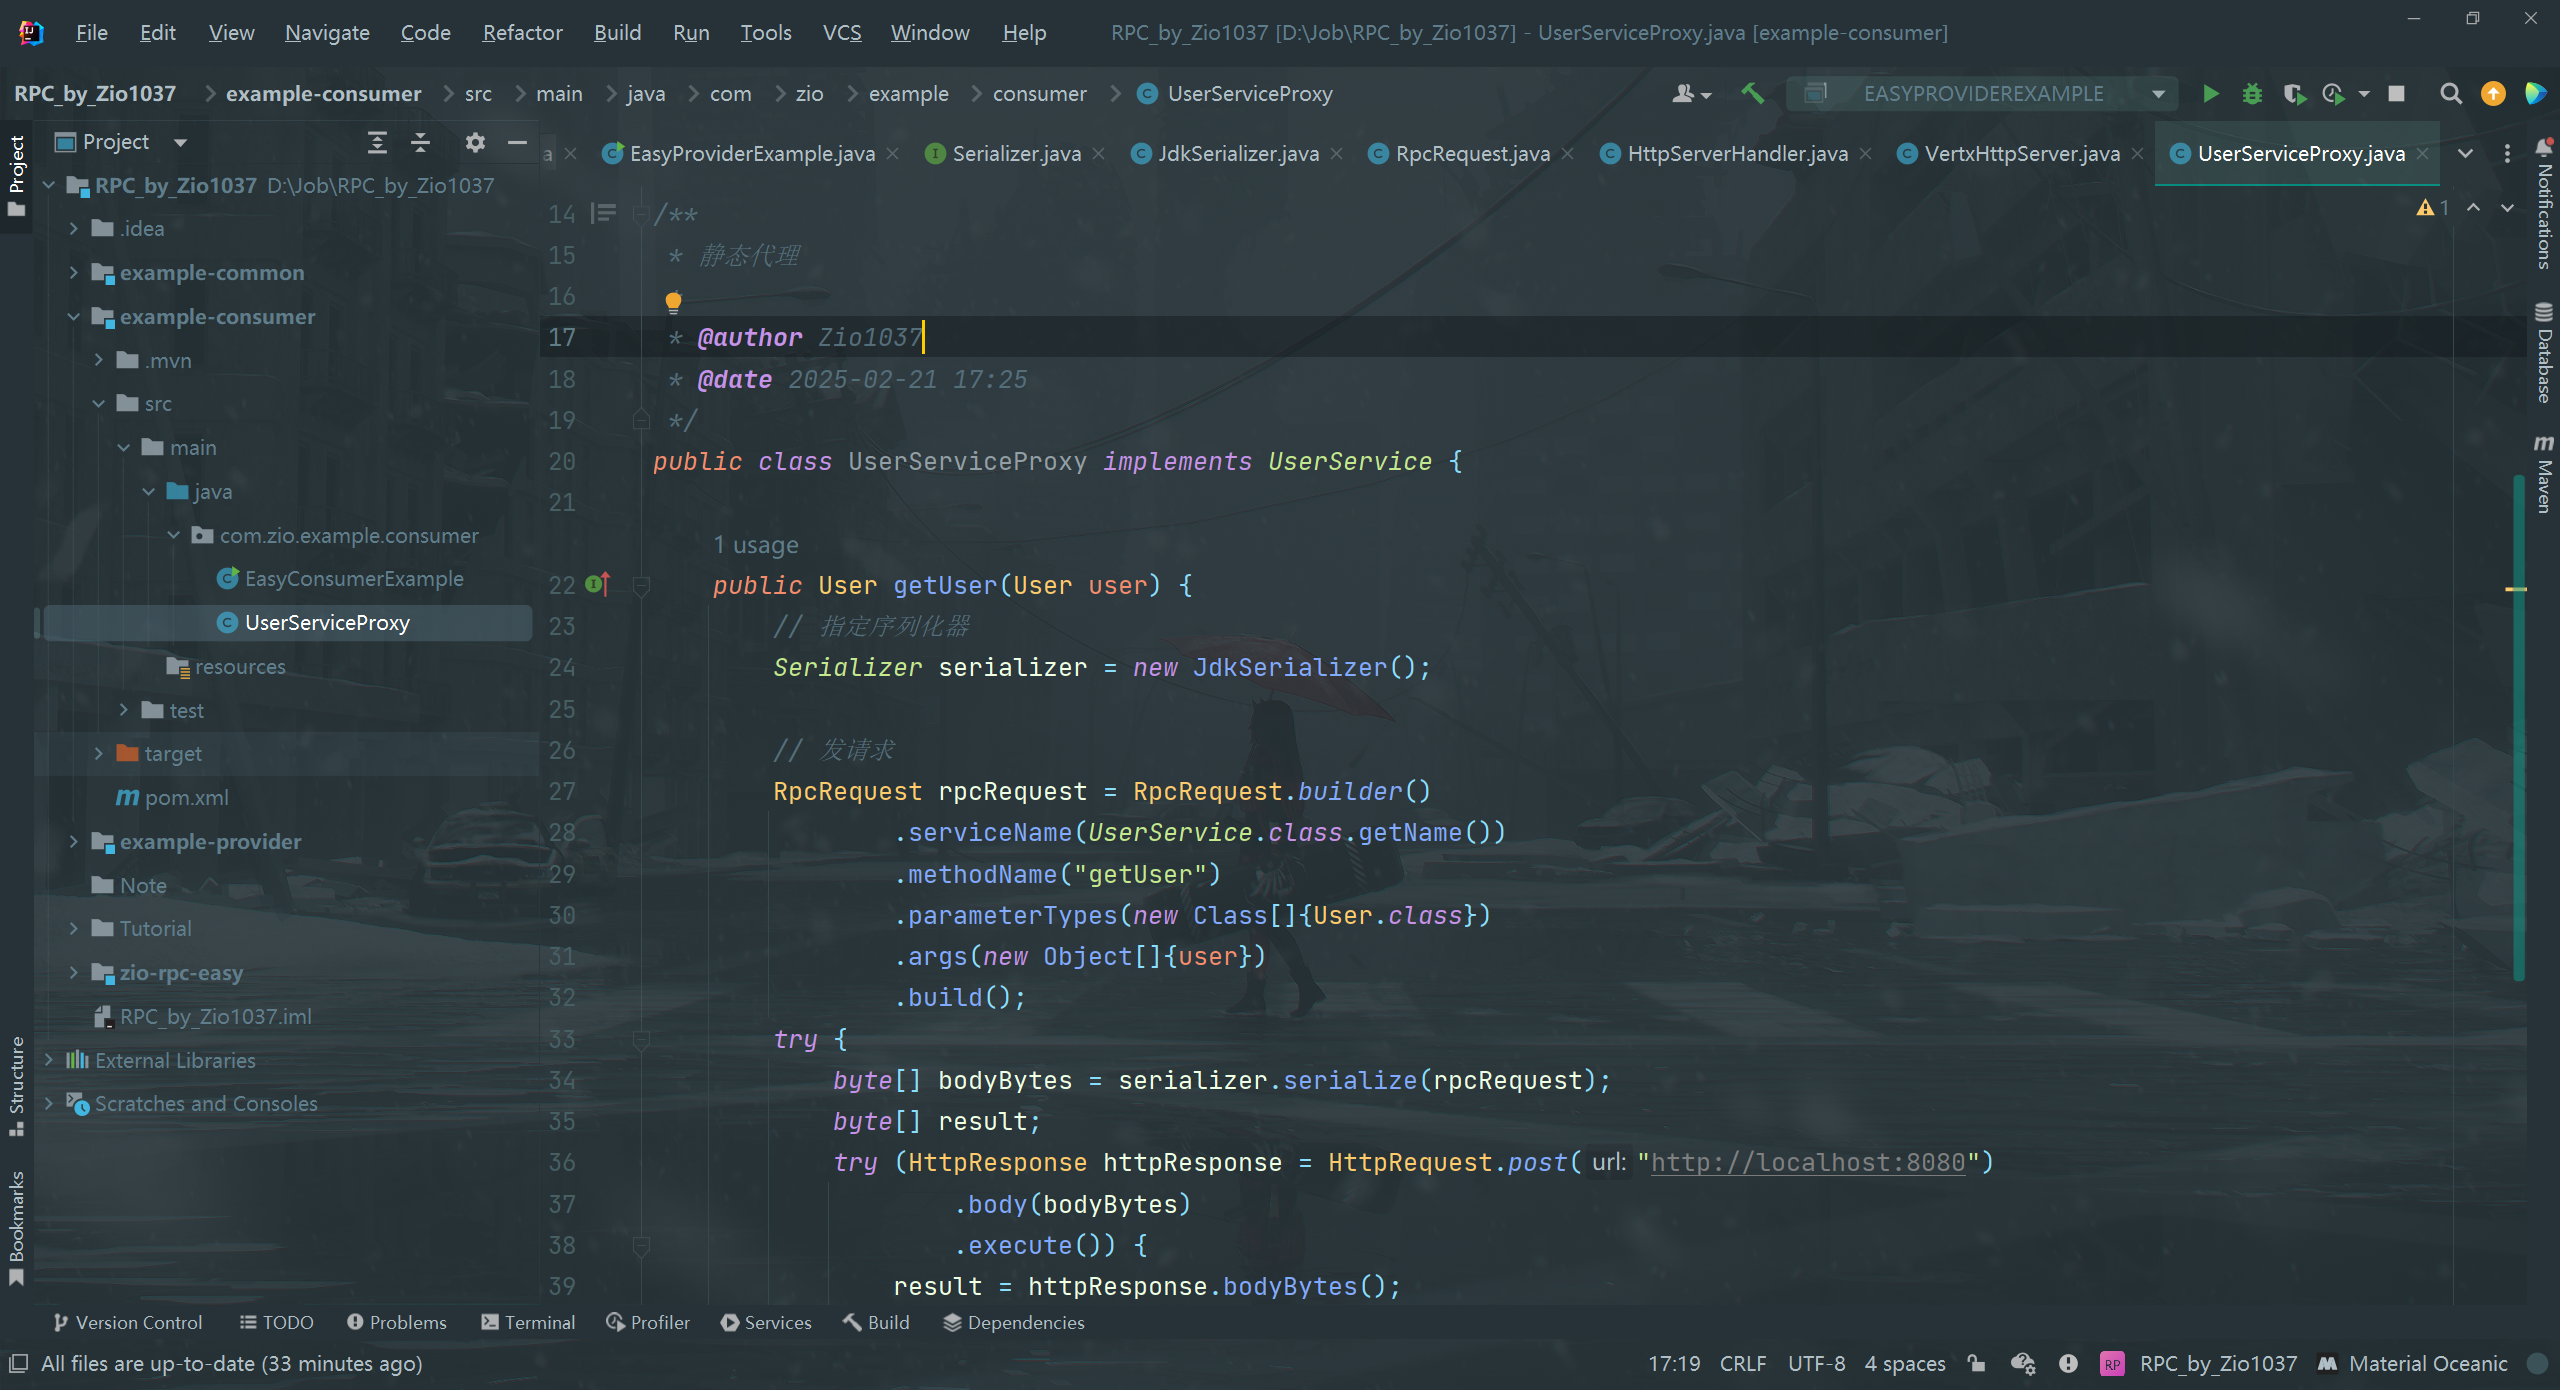 File Edit View Navigate Code Refactor Build Run Tools VCS Window Help RPC_by_Zio1037 [D:\Job\RPC_by_Zio1037] - UserServiceProxy.java [example-consumer]
RPC_by_Zio1037 example-consumer src main java com zio example consumer UserServiceProxy EASYPROVIDEREXAMPLE
Project
a EasyProviderExample.java Serializer.java JdkSerializer.java RpcRequest.java HttpServerHandler.java VertxHttpServer.java UserServiceProxy.java
Project
RPC_by_Zio1037 D:\Job\RPC_by_Zio1037
.idea
example-common
example-consumer
.mvn
src
main
java
com.zio.example.consumer
EasyConsumerExample
UserServiceProxy
resources
test
target
pom.xml
example-provider
Note
Tutorial
zio-rpc-easy
RPC_by_Zio1037.iml
External Libraries
Scratches and Consoles
Structure
Bookmarks
1
14 /**
15 * 静态代理
16
17 * @author Zio1037
18 * @date 2025-02-21 17:25
19 */
20 public class UserServiceProxy implements UserService {
21
1 usage
22 public User getUser(User user) {
23 // 指定序列化器
24 Serializer serializer = new JdkSerializer();
25
26 // 发请求
27 RpcRequest rpcRequest = RpcRequest.builder()
28 .serviceName(UserService.class.getName())
29 .methodName("getUser")
30 .parameterTypes(new Class[]{User.class})
31 .args(new Object[]{user})
32 .build();
33 try {
34 byte[] bodyBytes = serializer.serialize(rpcRequest);
35 byte[] result;
36 try (HttpResponse httpResponse = HttpRequest.post( url: "http://localhost:8080")
37 .body(bodyBytes)
38 .execute()) {
39 result = httpResponse.bodyBytes();
Notifications
Database
Maven
Version Control TODO Problems Terminal Profiler Services Build Dependencies
All files are up-to-date (33 minutes ago) 17:19 CRLF UTF-8 4 spaces RP RPC_by_Zio1037 Material Oceanic